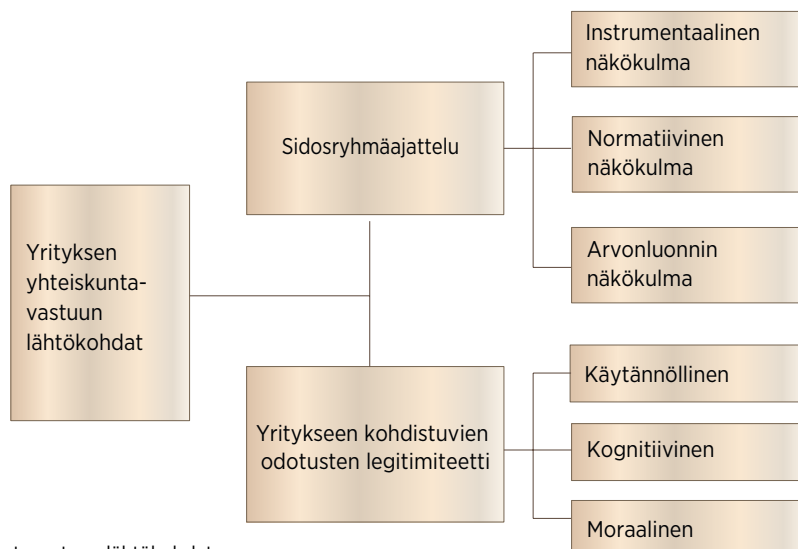 Yrityksen
yhteiskunta-
vastuun
lähtökohdat
Sidosryhmäajattelu
Instrumentaalinen
näkökulma
Normatiivinen
näkökulma
Arvonluonnin
näkökulma
Yritykseen kohdistuvien
odotusten legitimiteetti
Käytännöllinen
Kognitiivinen
Moraalinen